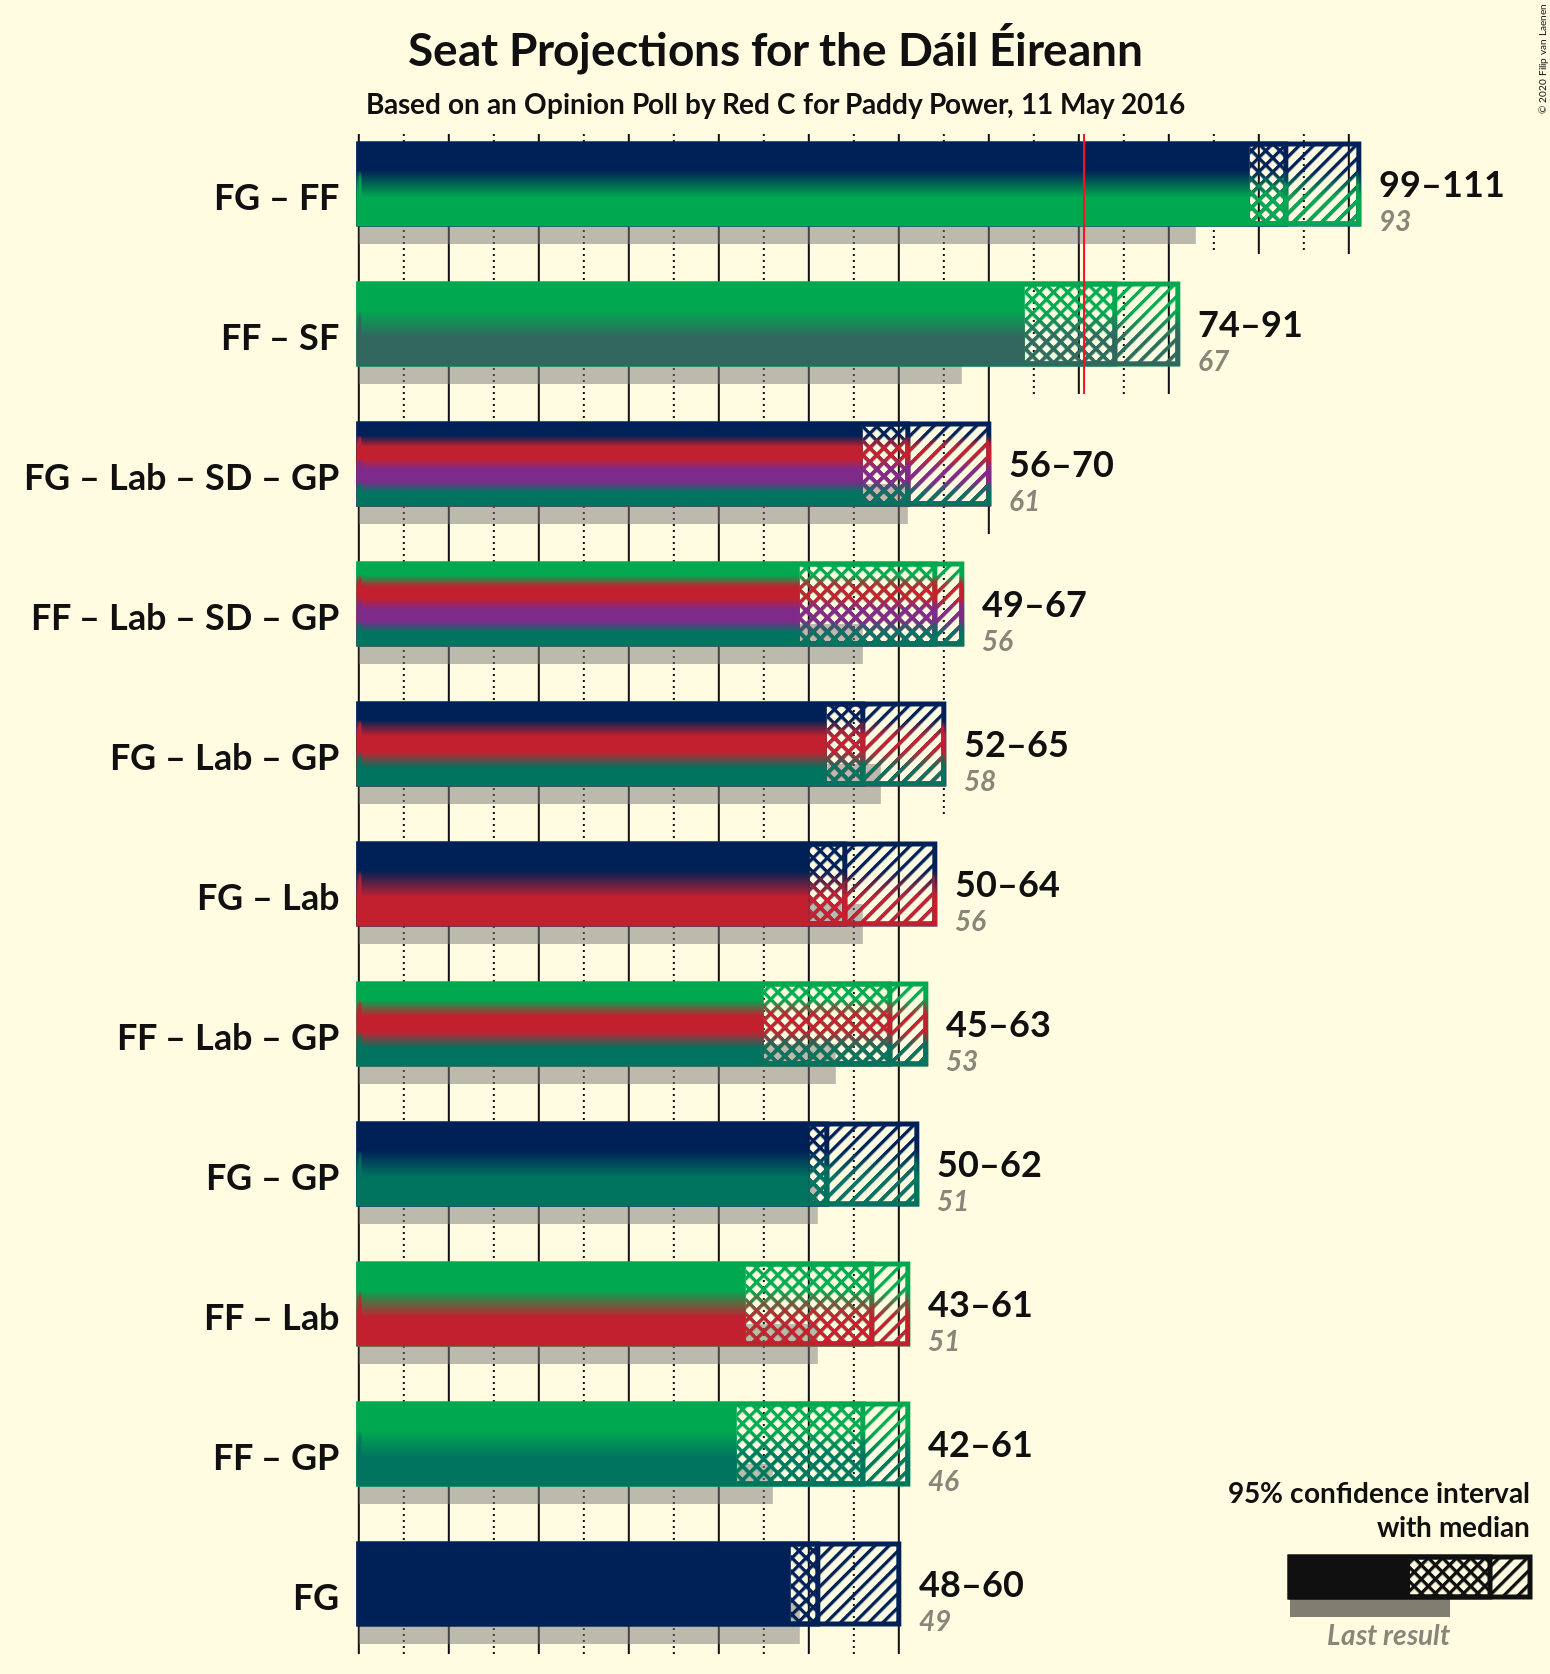 Seat Projections for the Dáil Éireann
Based on an Opinion Poll by Red C for Paddy Power, 11 May 2016
© 2020 Filip van Laenen
FG – FF
99–111
93
FF – SF
74–91
67
FG – Lab – SD – GP
56–70
61
FF – Lab – SD – GP
49–67
56
FG – Lab – GP
52–65
58
FG – Lab
50–64
56
FF – Lab – GP
45–63
53
FG – GP
50–62
51
FF – Lab
43–61
51
FF – GP
42–61
46
FG
48–60
49
95% confidence interval
with median
Last result